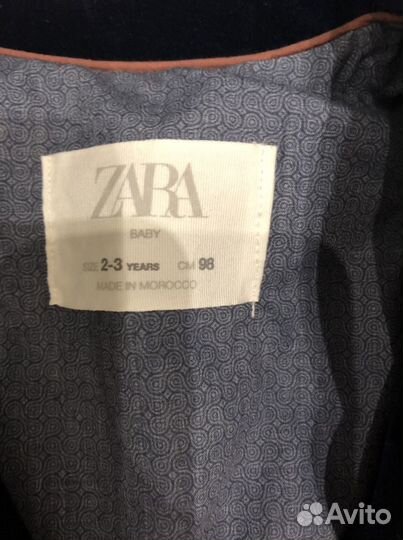 ZARA
BABY
SIZE 2-3 YEARS CM 98
MADE IN MOROCCO
Avito